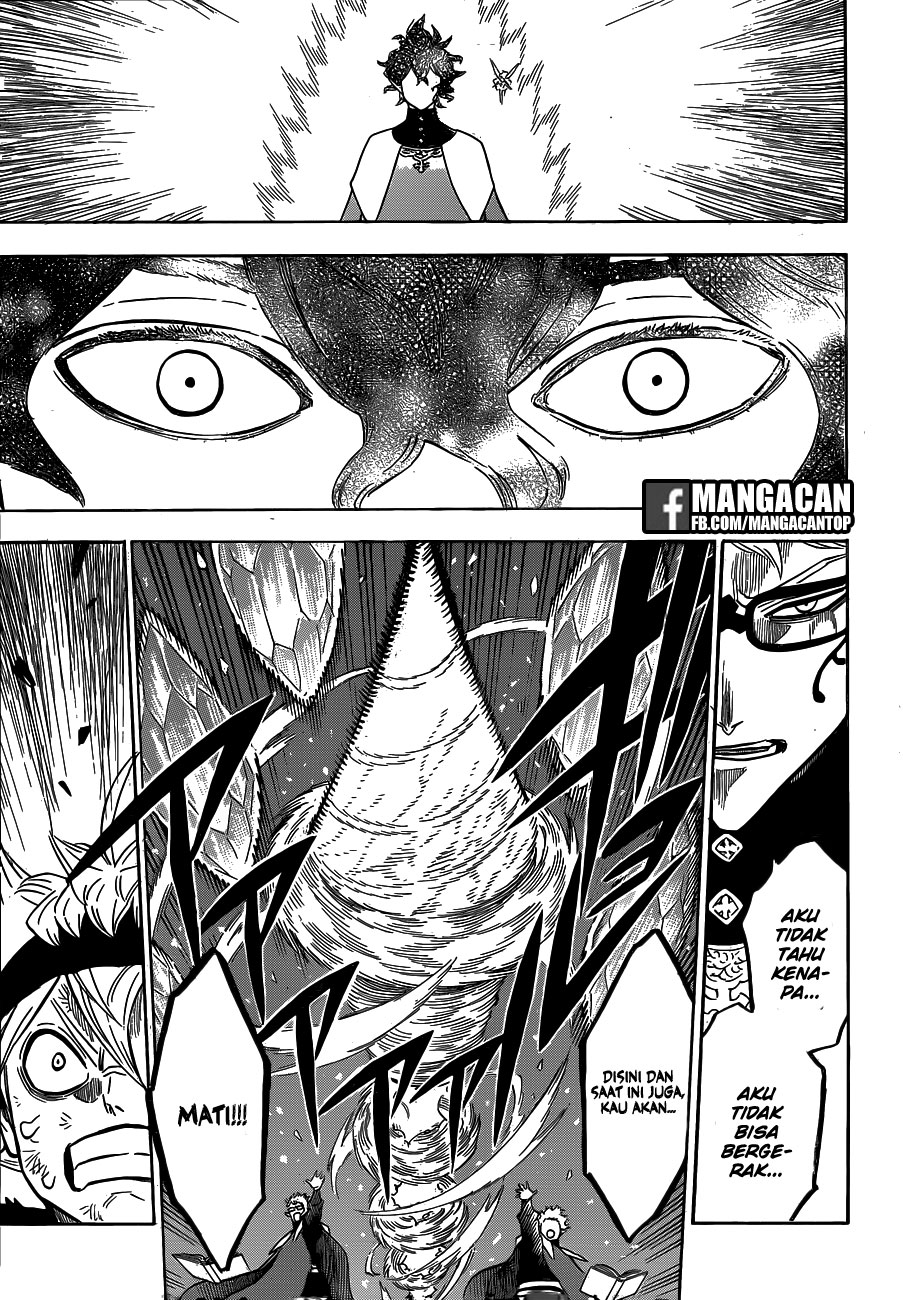 MANGACAN
FB.COM/MANGACANTOP
AKU
TIDAK
TAHU
KENA-
PA...
AKU
TIDAK
BISA
BERGE-
RAK...
DISINI DAN
SAAT INI JUGA,
KAU AKAN...
MATI!!!